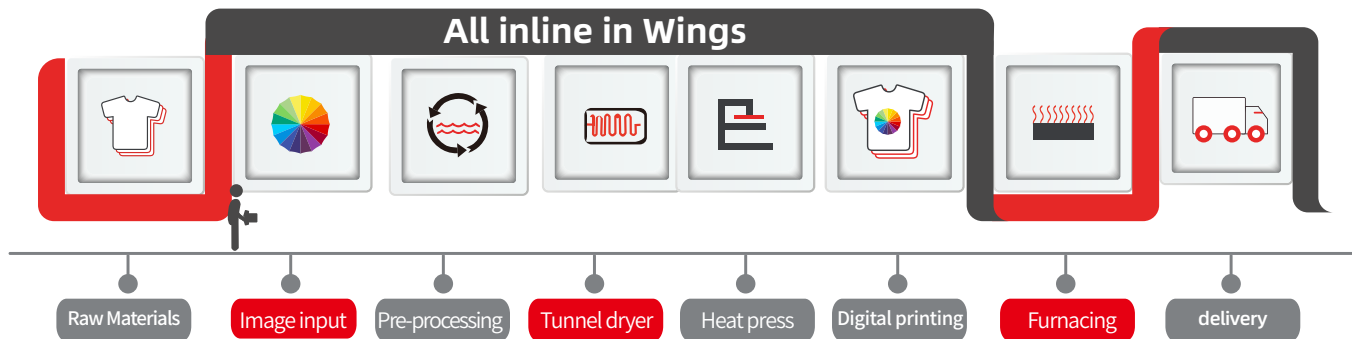 All inline in Wings
Raw Materials
Image input
Pre-processing
Tunnel dryer
Heat press
Digital printing
Furnacing
delivery